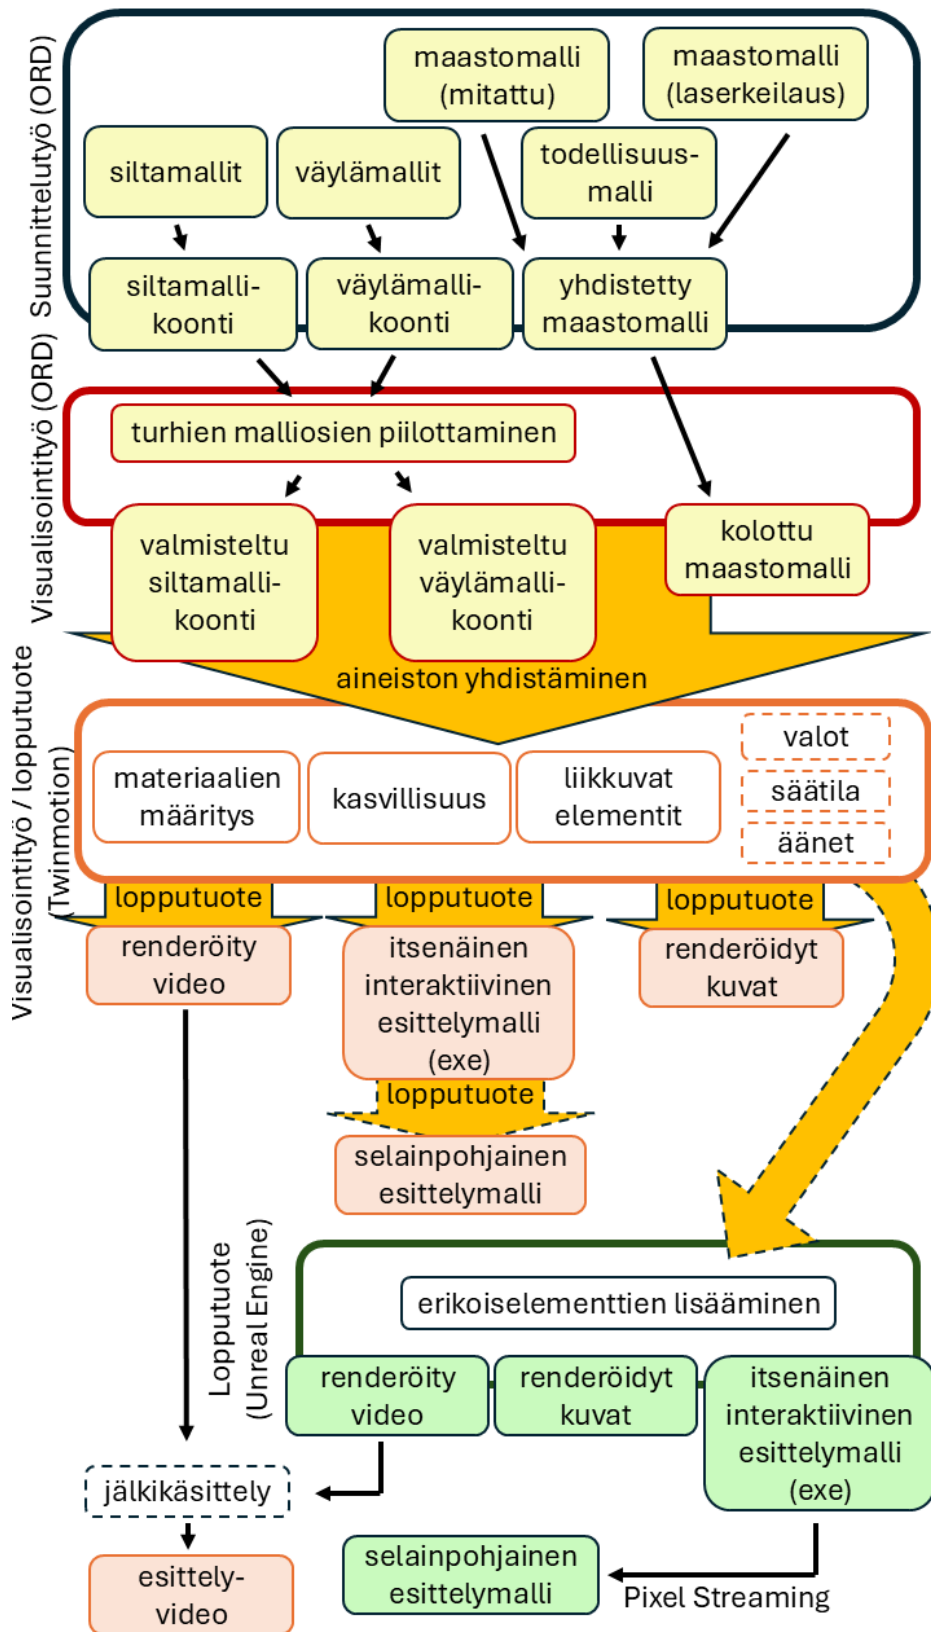 Suunnittelutyö (ORD)
maastomalli
(mitattu)
maastomalli
(laserkeilaus)
siltamallit
väylämallit
todellisuus-
malli
siltamalli-
koonti
väylämalli-
koonti
yhdistetty
maastomalli
Visualisointityö (ORD)
turhien malliosien piilottaminen
valmisteltu
siltamalli-
koonti
valmisteltu
väylämalli-
koonti
kolottu
maastomalli
aineiston yhdistäminen
Visualisointityö / lopputuote
(Twinmotion)
materiaalien
määritys
kasvillisuus
liikkuvat
elementit
valot
säätila
äänet
lopputuote
lopputuote
lopputuote
renderöity
video
itsenäinen
interaktiivinen
esittelymalli
(exe)
renderöidyt
kuvat
lopputuote
selainpohjainen
esittelymalli
Lopputuote
(Unreal Engine)
erikoiselementtien lisääminen
renderöity
video
renderöidyt
kuvat
itsenäinen
interaktiivinen
esittelymalli
(exe)
jälkikäsittely
esittely-
video
selainpohjainen
esittelymalli
Pixel Streaming